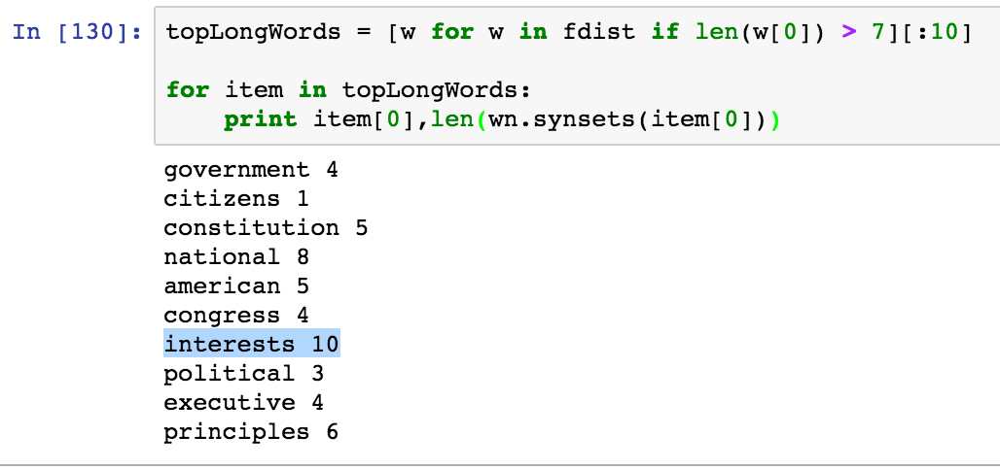 In [130]: topLongWords = [w for w in fdist if len(w[0]) > 7][:10]
for item in topLongWords:
    print item[0],len(wn.synsets(item[0]))
government 4
citizens 1
constitution 5
national 8
american 5
congress 4
interests 10
political 3
executive 4
principles 6